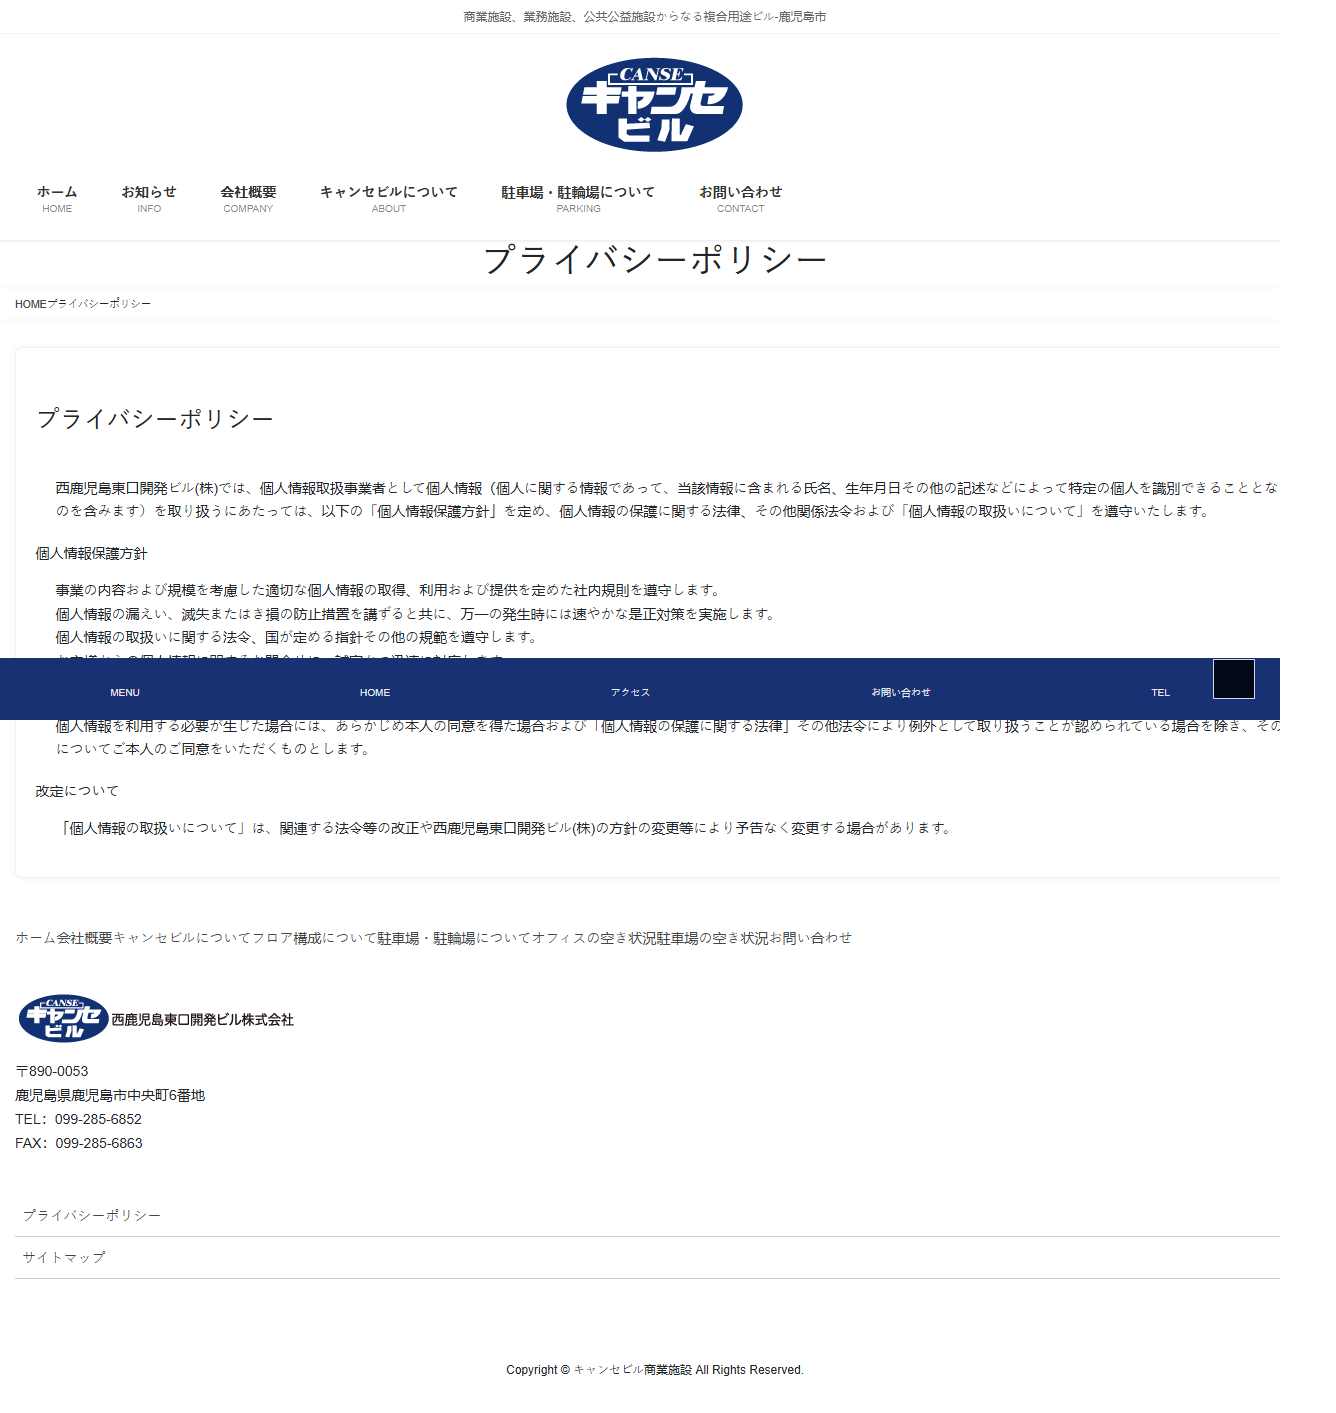 商業施設、業務施設、公共公益施設からなる複合用途ビル-鹿児島市
CANSE
キャンセ
ビル
ホーム お知らせ 会社概要 キャンセビルについて 駐車場・駐輪場について お問い合わせ
HOME INFO COMPANY ABOUT PARKING CONTACT
プライバシーポリシー
HOMEプライバシーポリシー
プライバシーポリシー
西鹿児島東口開発ビル(株)では、個人情報取扱事業者として個人情報（個人に関する情報であって、当該情報に含まれる氏名、生年月日その他の記述などによって特定の個人を識別できることとな
のを含みます）を取り扱うにあたっては、以下の「個人情報保護方針」を定め、個人情報の保護に関する法律、その他関係法令および「個人情報の取扱いについて」を遵守いたします。
個人情報保護方針
事業の内容および規模を考慮した適切な個人情報の取得、利用および提供を定めた社内規則を遵守します。
個人情報の漏えい、滅失またはき損の防止措置を講ずると共に、万一の発生時には速やかな是正対策を実施します。
個人情報の取扱いに関する法令、国が定める指針その他の規範を遵守します。
MENU HOME アクセス お問い合わせ TEL
個人情報を利用する必要が生じた場合には、あらかじめ本人の同意を得た場合および「個人情報の保護に関する法律」その他法令により例外として取り扱うことが認められている場合を除き、その
についてご本人のご同意をいただくものとします。
改定について
「個人情報の取扱いについて」は、関連する法令等の改正や西鹿児島東口開発ビル(株)の方針の変更等により予告なく変更する場合があります。
ホーム会社概要キャンセビルについてフロア構成について駐車場・駐輪場についてオフィスの空き状況駐車場の空き状況お問い合わせ
CANSE
キャンセ
ビル
西鹿児島東口開発ビル株式会社
〒890-0053
鹿児島県鹿児島市中央町6番地
TEL：099-285-6852
FAX：099-285-6863
プライバシーポリシー
サイトマップ
Copyright © キャンセビル商業施設 All Rights Reserved.